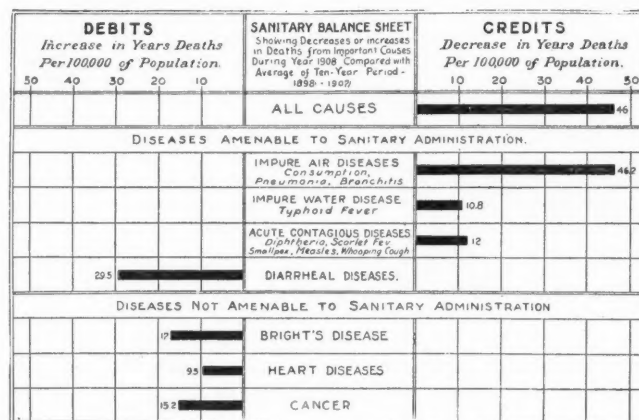 DEBITS
Increase in Years Deaths
Per 100,000 of Population.
50 40 30 20 10
SANITARY BALANCE SHEET
Showing Decreases or increases
in Deaths from Important Causes
During Year 1908 Compared with
Average of Ten-Year Period-
1898-1907
CREDITS
Decrease in Years Deaths
Per 100,000 of Population.
10 20 30 40 50
ALL CAUSES
46
DISEASES AMENABLE TO SANITARY ADMINISTRATION.
IMPURE AIR DISEASES
Consumption,
Pneumonia, Bronchitis
46.2
IMPURE WATER DISEASE
Typhoid Fever
10.8
ACUTE CONTAGIOUS DISEASES
Diphtheria, Scarlet Fev
Smallpox, Measles, Whooping Cough
12
29.5
DIARRHEAL DISEASES.
DISEASES NOT AMENABLE TO SANITARY ADMINISTRATION
17
BRIGHT'S DISEASE
9.5
HEART DISEASES
15.2
CANCER